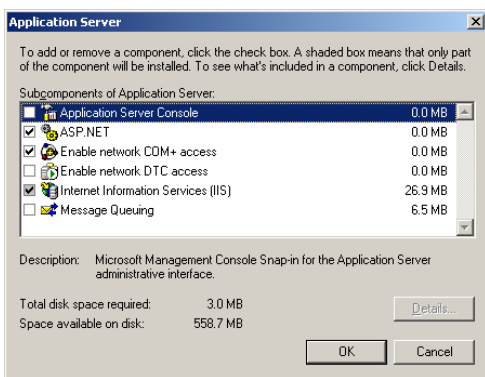 Application Server
To add or remove a component, click the check box. A shaded box means that only part
of the component will be installed. To see what's included in a component, click Details.
Subcomponents of Application Server:
Application Server Console 0.0 MB
ASP.NET 0.0 MB
Enable network COM+ access 0.0 MB
Enable network DTC access 0.0 MB
Internet Information Services (IIS) 26.9 MB
Message Queuing 6.5 MB
Description: Microsoft Management Console Snap-in for the Application Server
administrative interface.
Total disk space required: 3.0 MB
Space available on disk: 558.7 MB
Details...
OK Cancel